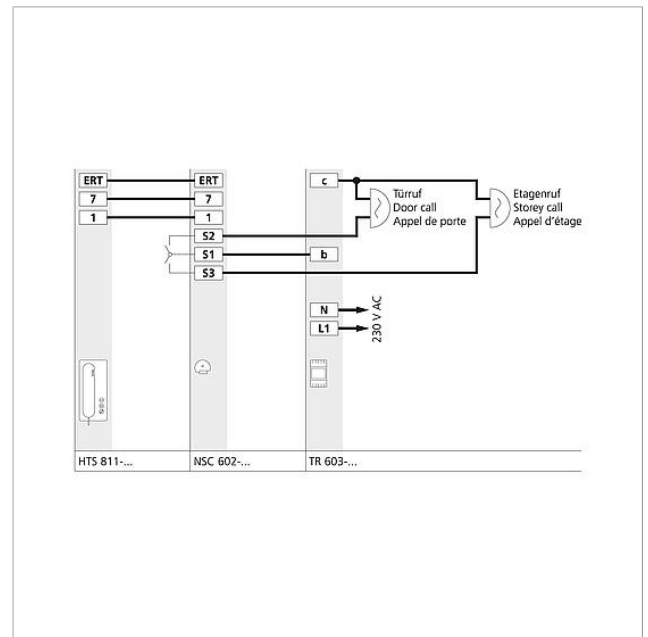 ERT ERT c
7 7
1 1
Türruf
Door call
Appel de porte
Etagenruf
Storey call
Appel d'étage
S2
S1 b
S3
N
L1
230 V AC
HTS 811-... NSC 602-... TR 603-...